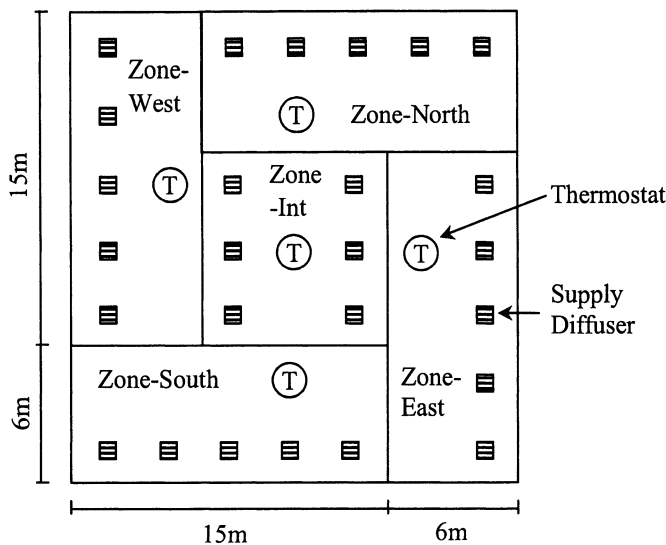 Zone-
West
T
Zone-North
T
Zone
-Int
T
T
Thermostat
Supply
Diffuser
Zone-South
T
Zone-
East
15m
6m
15m
6m